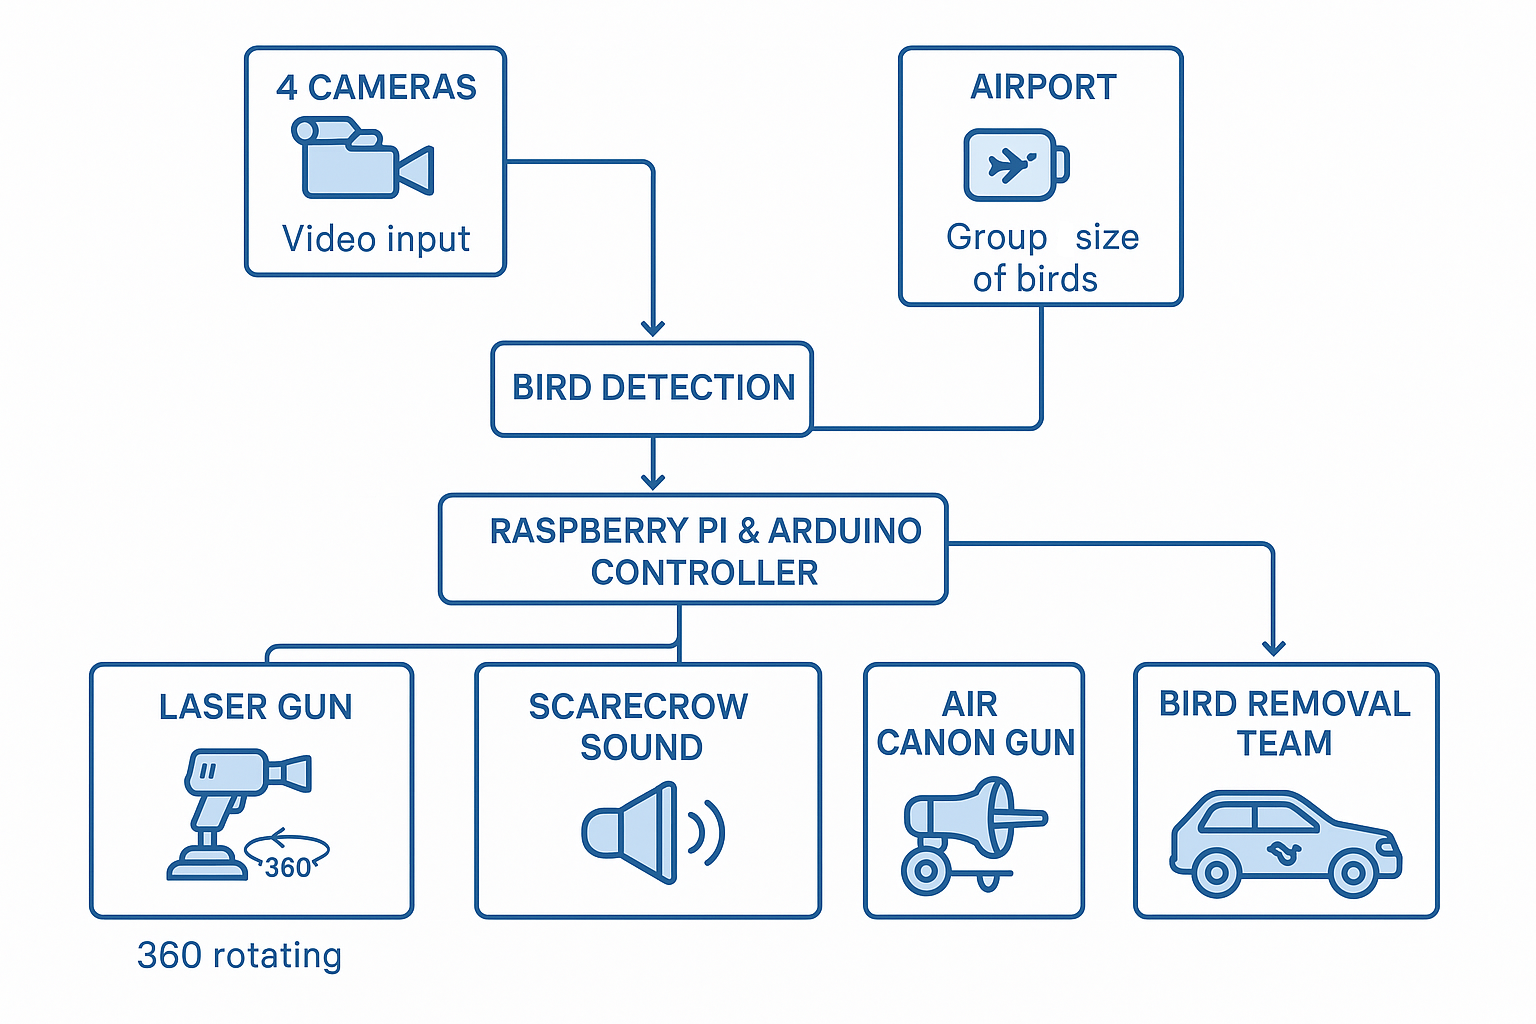 4 CAMERAS
Video input
AIRPORT
Group size
of birds
BIRD DETECTION
RASPBERRY PI & ARDUINO
CONTROLLER
LASER GUN
360°
360 rotating
SCARECROW
SOUND
AIR
CANON GUN
BIRD REMOVAL
TEAM